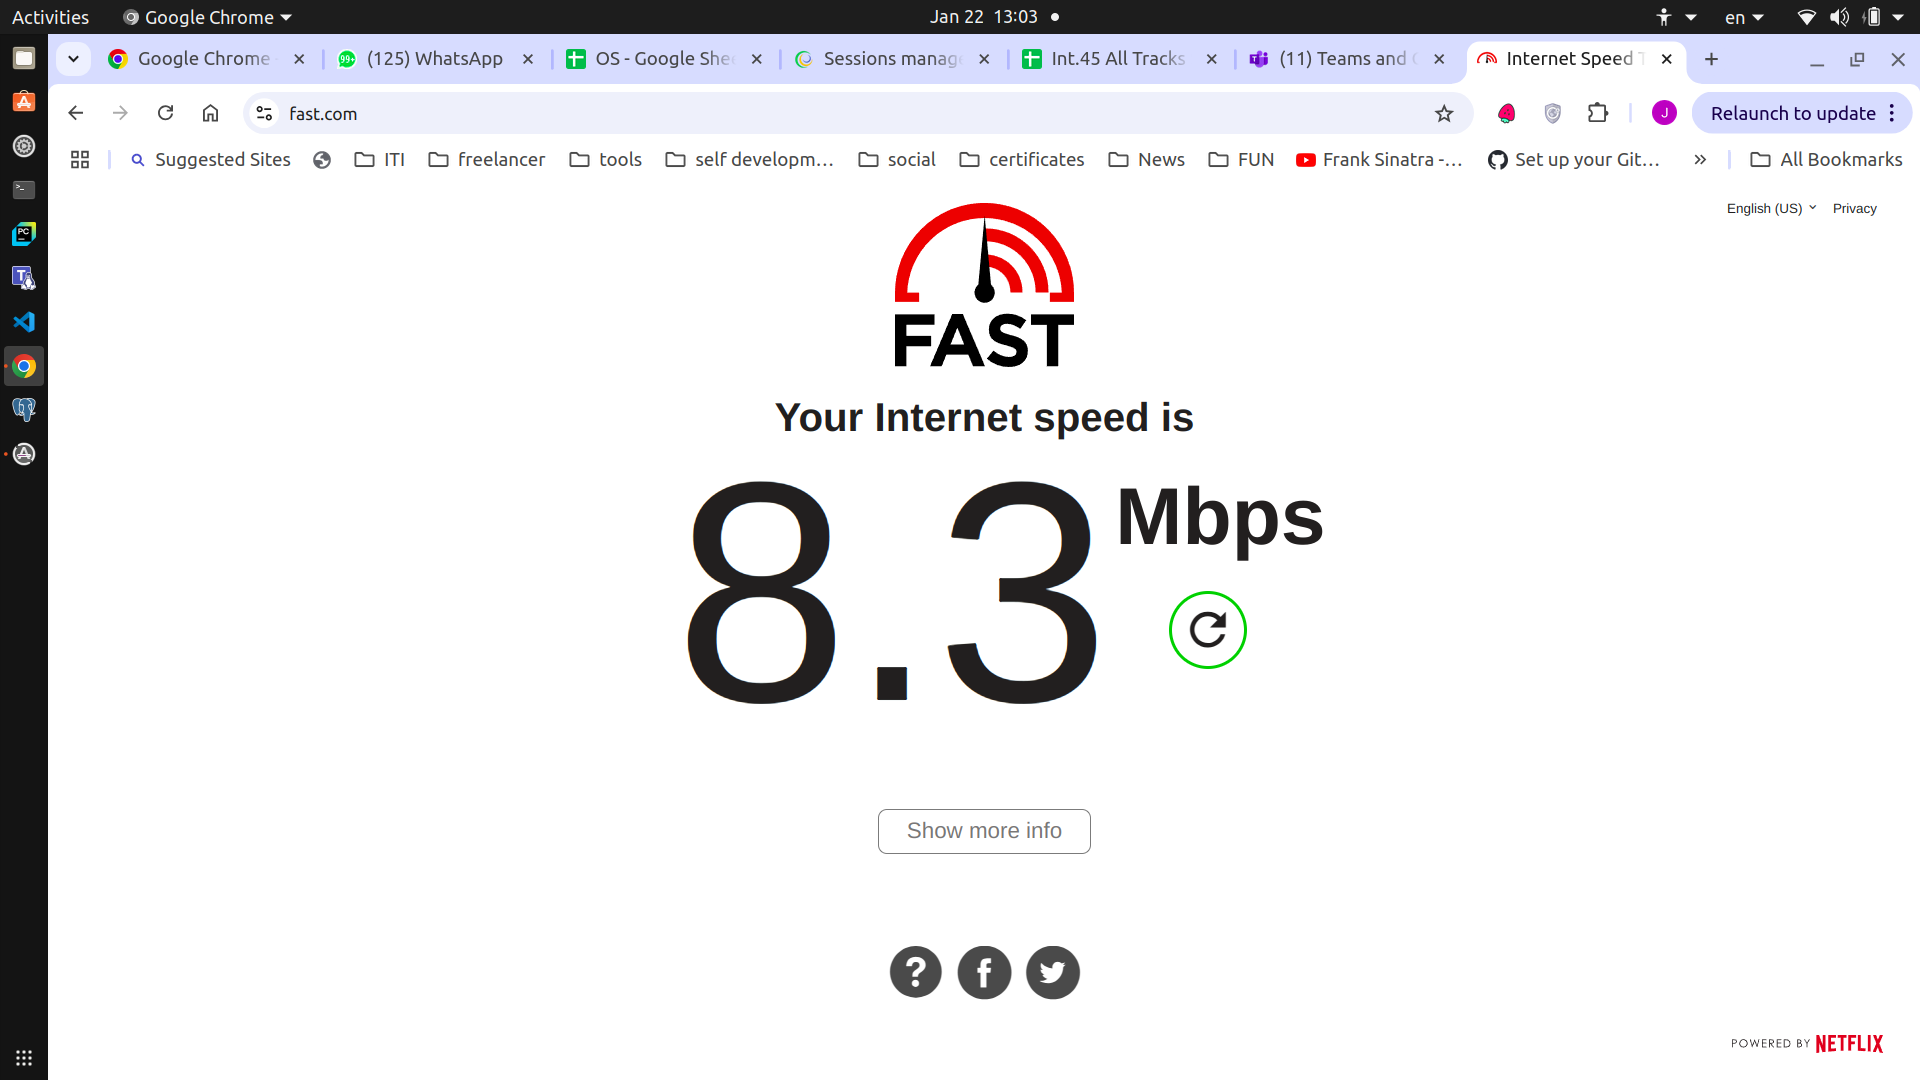 Activities
Google Chrome
Jan 22 13:03
en
Google Chrome
(125) WhatsApp
OS - Google Shee
Sessions manage
Int.45 All Tracks
(11) Teams and C
Internet Speed T
fast.com
J
Relaunch to update
Suggested Sites
ITI
freelancer
tools
self developm...
social
certificates
News
FUN
Frank Sinatra -...
Set up your Git...
All Bookmarks
English (US)
Privacy
FAST
Your Internet speed is
8.3 Mbps
Show more info
POWERED BY NETFLIX